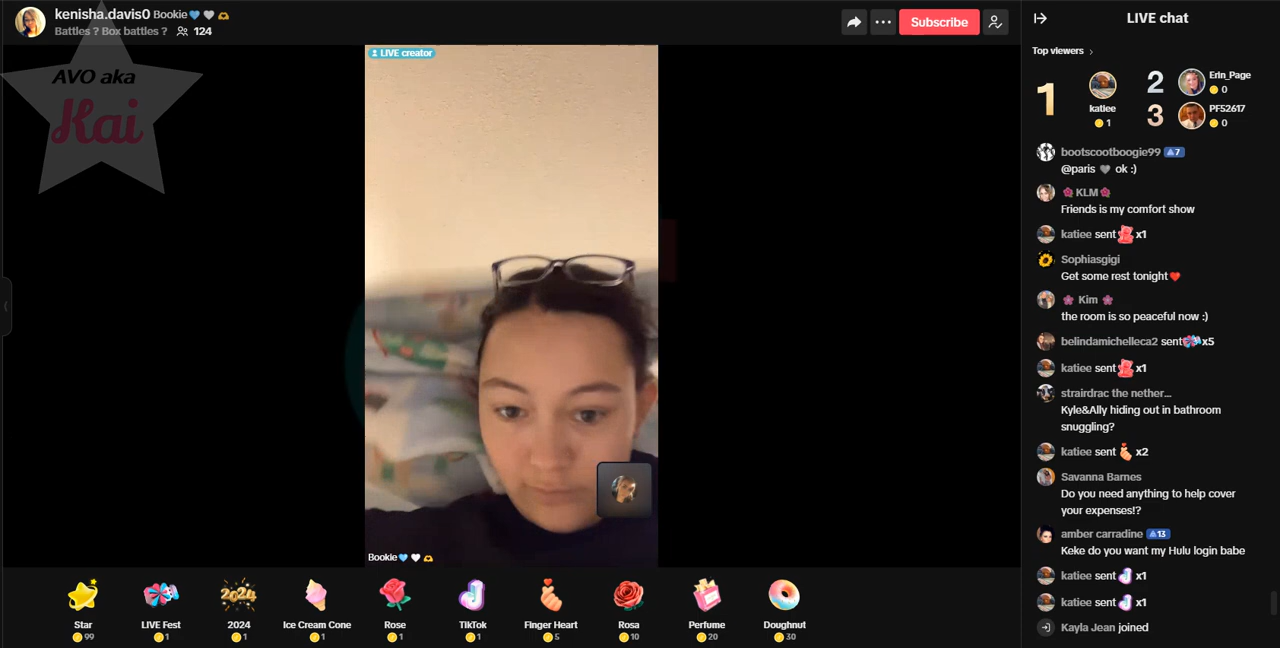 kenisha.davis0 Bookie💙🤍🫶
Battles ? Box battles ? 124
Subscribe
LIVE chat
AVO aka
Kai
LIVE creator
Bookie💙🤍🫶
Top viewers >
1
katiee
1
2
Erin_Page
0
3
PF52617
0
bootscootboogie99 7
@paris 🩶 ok :)
🌺KLM🌺
Friends is my comfort show
katiee sent x1
Sophiasgigi
Get some rest tonight❤️
🌸 Kim 🌸
the room is so peaceful now :)
belindamichelleca2 sent x5
katiee sent x1
strairdrac the nether...
Kyle&Ally hiding out in bathroom
snuggling?
katiee sent x2
Savanna Barnes
Do you need anything to help cover
your expenses!?
amber carradine 13
Keke do you want my Hulu login babe
katiee sent x1
katiee sent x1
Kayla Jean joined
Star
99
LIVE Fest
1
2024
2024
1
Ice Cream Cone
1
Rose
1
TikTok
1
Finger Heart
5
Rosa
10
Perfume
20
Doughnut
30